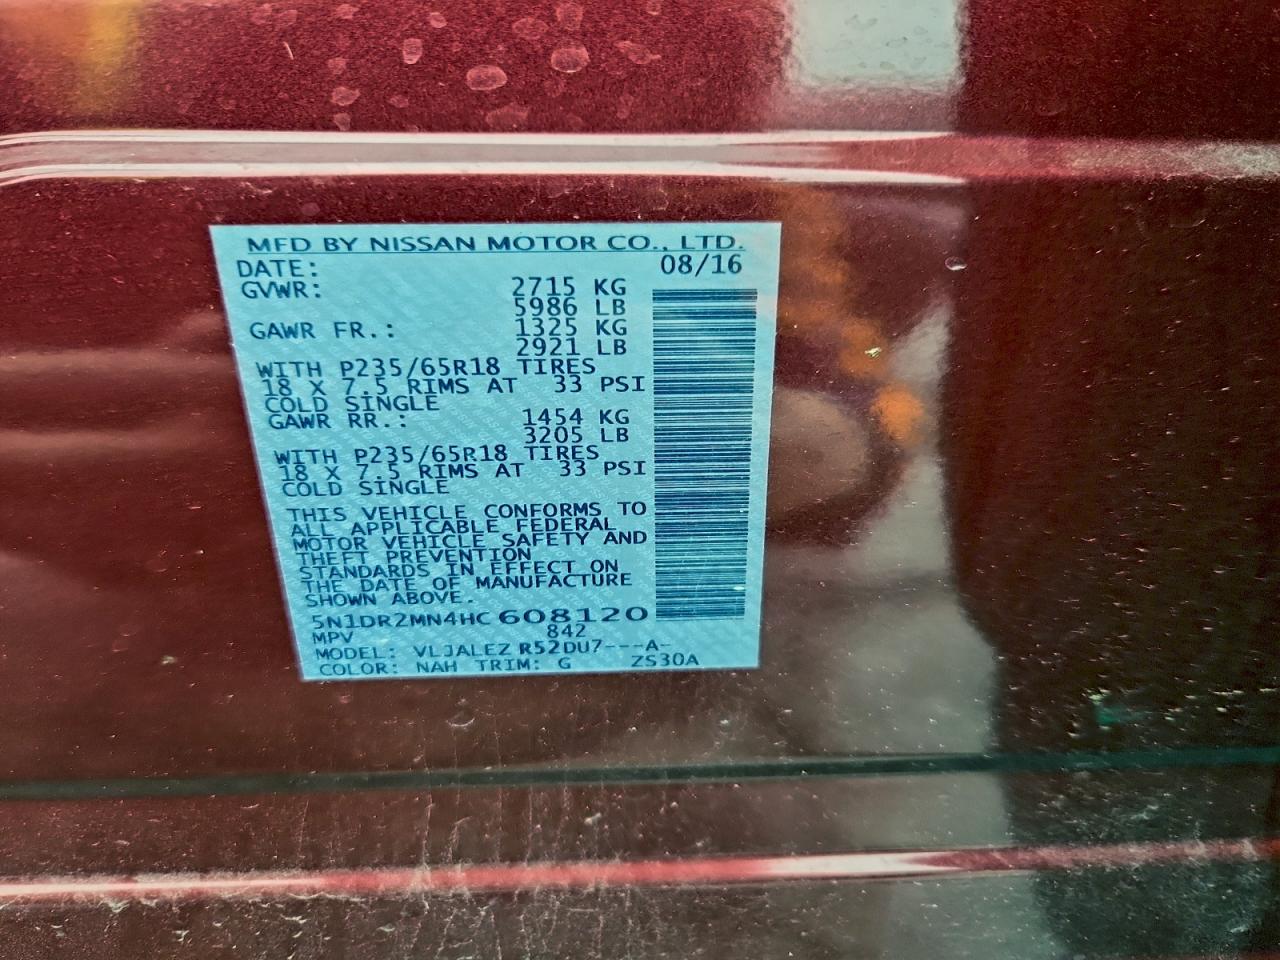 MFD BY NISSAN MOTOR CO., LTD.
DATE: 08/16
GVWR: 2715 KG
5986 LB
GAWR FR.: 1325 KG
2921 LB
WITH P235/65R18 TIRES
18 X 7.5 RIMS AT 33 PSI
COLD SINGLE
GAWR RR.: 1454 KG
3205 LB
WITH P235/65R18 TIRES
18 X 7.5 RIMS AT 33 PSI
COLD SINGLE
THIS VEHICLE CONFORMS TO
ALL APPLICABLE FEDERAL
MOTOR VEHICLE SAFETY AND
THEFT PREVENTION
STANDARDS IN EFFECT ON
THE DATE OF MANUFACTURE
SHOWN ABOVE.
5N1DR2MN4HC608120
MPV 842
MODEL: VLJALEZ R52DU7---A-
COLOR: NAH TRIM: G ZS30A